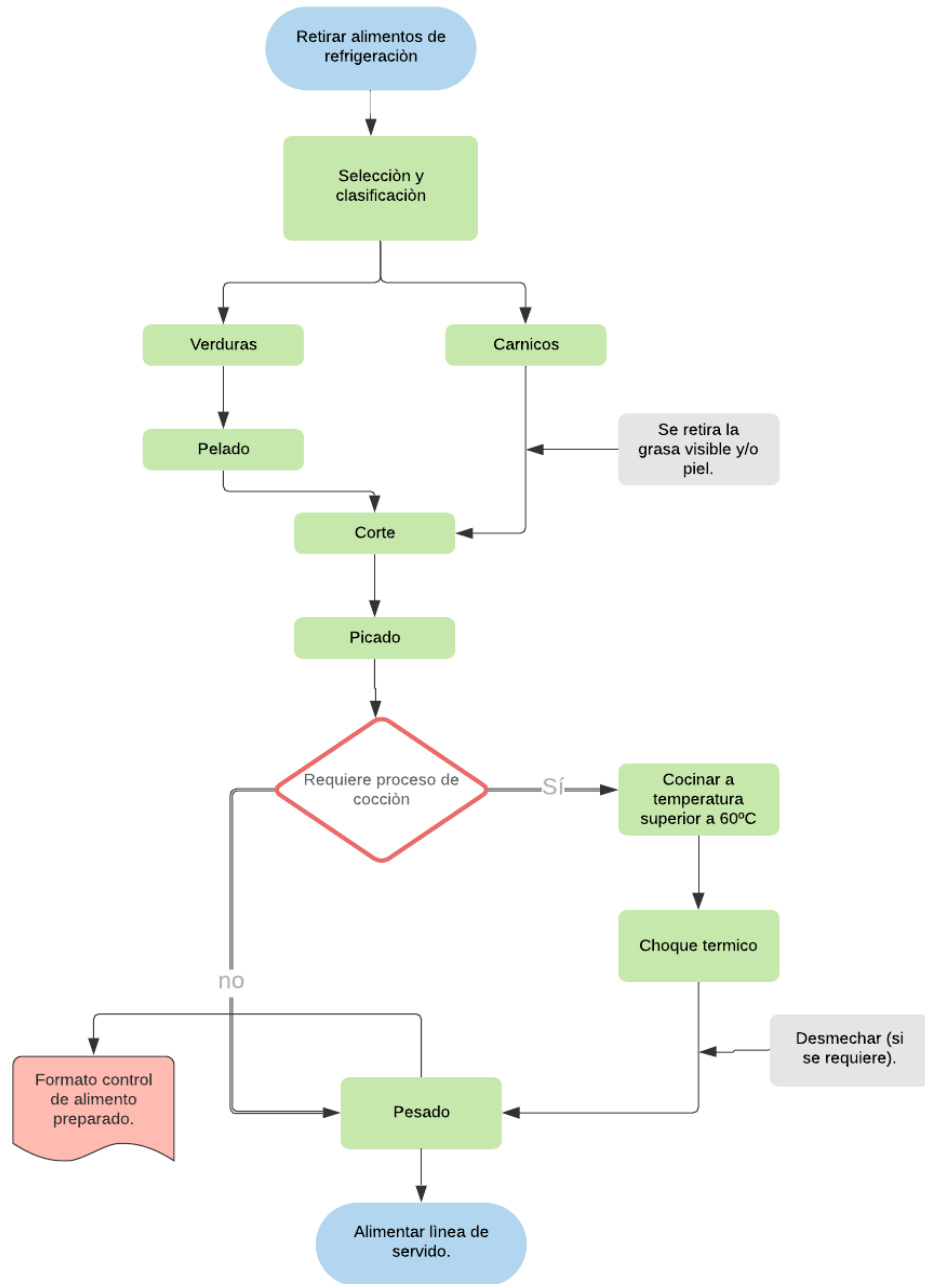 Retirar alimentos de
refrigeraciòn
Selecciòn y
clasificaciòn
Verduras
Carnicos
Se retira la
grasa visible y/o
piel.
Pelado
Corte
Picado
Requiere proceso de
cocciòn
Sí
Cocinar a
temperatura
superior a 60ºC
Choque termico
no
Desmechar (si
se requiere).
Formato control
de alimento
preparado.
Pesado
Alimentar lìnea de
servido.